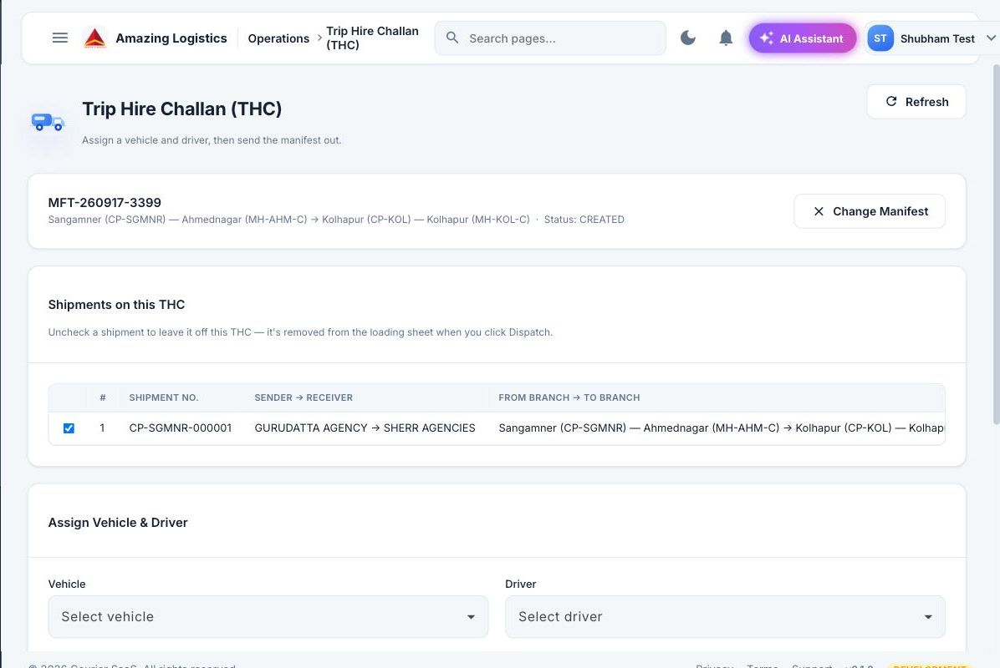 Amazing Logistics
Operations > Trip Hire Challan (THC)
Search pages...
AI Assistant
ST
Shubham Test
Trip Hire Challan (THC)
Assign a vehicle and driver, then send the manifest out.
Refresh
MFT-260917-3399
Sangamner (CP-SGMNR) — Ahmednagar (MH-AHM-C) → Kolhapur (CP-KOL) — Kolhapur (MH-KOL-C) · Status: CREATED
Change Manifest
Shipments on this THC
Uncheck a shipment to leave it off this THC — it's removed from the loading sheet when you click Dispatch.
# SHIPMENT NO. SENDER → RECEIVER FROM BRANCH → TO BRANCH
1 CP-SGMNR-000001 GURUDATTA AGENCY → SHERR AGENCIES Sangamner (CP-SGMNR) — Ahmednagar (MH-AHM-C) → Kolhapur (CP-KOL) — Kolhap
Assign Vehicle & Driver
Vehicle
Select vehicle
Driver
Select driver
© 2026 Courier SaaS. All rights reserved.
Privacy Terms Support v0.1.0 DEVELOPMENT